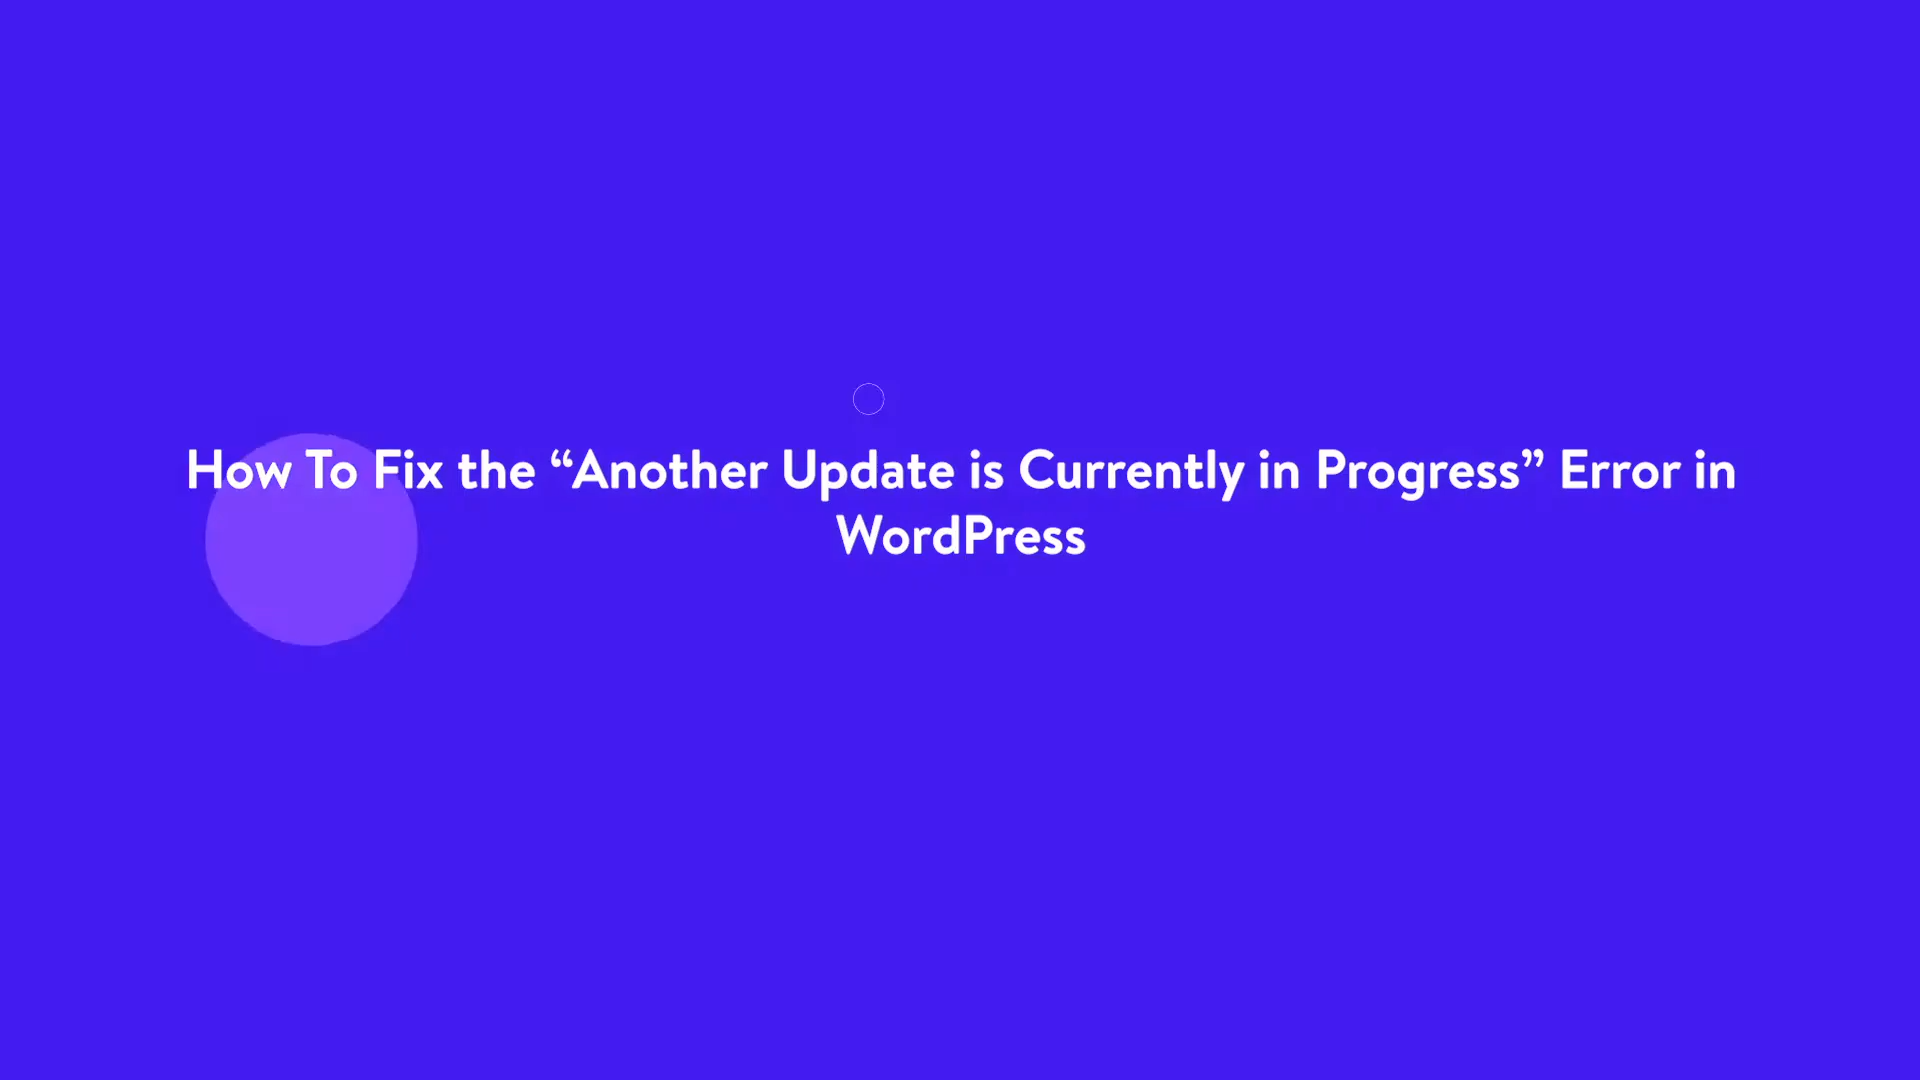 How To Fix the “Another Update is Currently in Progress” Error in
WordPress